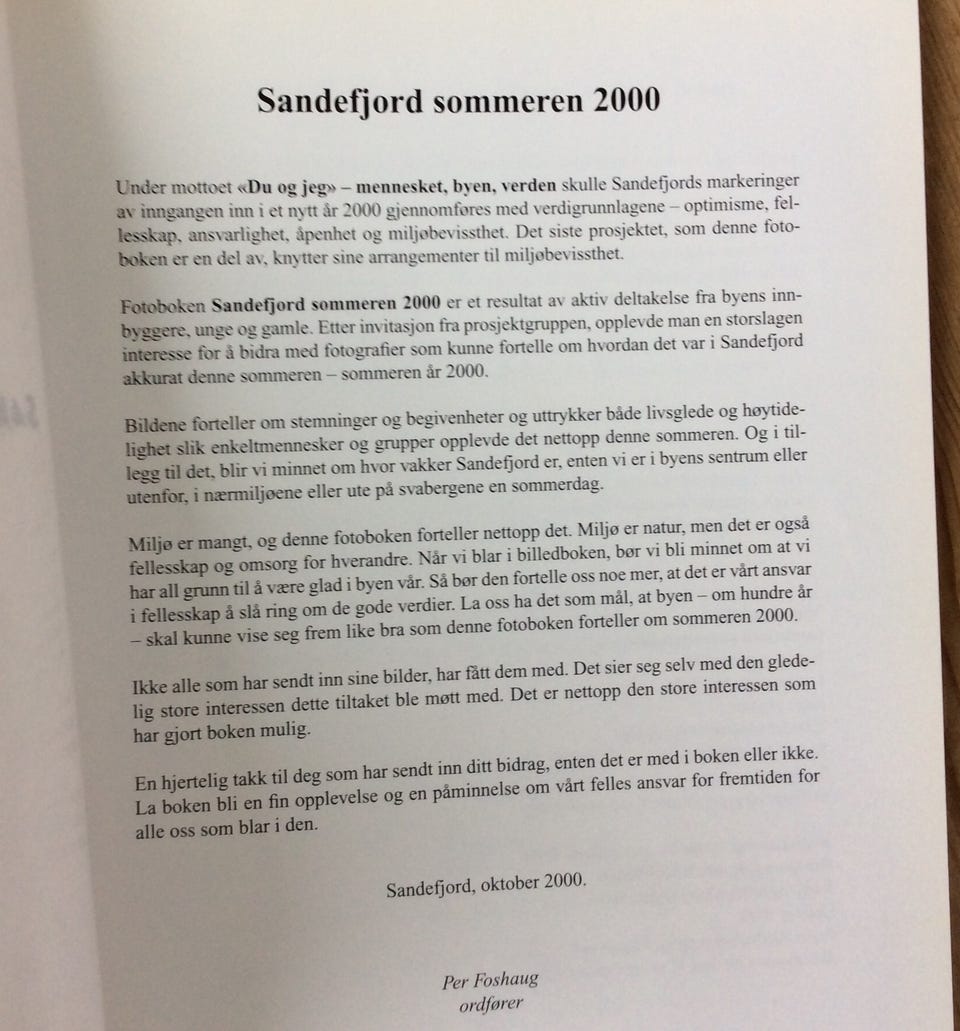 Sandefjord sommeren 2000
Under mottoet «Du og jeg» – mennesket, byen, verden skulle Sandefjords markeringer
av inngangen inn i et nytt år 2000 gjennomføres med verdigrunnlagene – optimisme, fel-
lesskap, ansvarlighet, åpenhet og miljøbevissthet. Det siste prosjektet, som denne foto-
boken er en del av, knytter sine arrangementer til miljøbevissthet.
Fotoboken Sandefjord sommeren 2000 er et resultat av aktiv deltakelse fra byens inn-
byggere, unge og gamle. Etter invitasjon fra prosjektgruppen, opplevde man en storslagen
interesse for å bidra med fotografier som kunne fortelle om hvordan det var i Sandefjord
akkurat denne sommeren – sommeren år 2000.
Bildene forteller om stemninger og begivenheter og uttrykker både livsglede og høytide-
lighet slik enkeltmennesker og grupper opplevde det nettopp denne sommeren. Og i til-
legg til det, blir vi minnet om hvor vakker Sandefjord er, enten vi er i byens sentrum eller
utenfor, i nærmiljøene eller ute på svabergene en sommerdag.
Miljø er mangt, og denne fotoboken forteller nettopp det. Miljø er natur, men det er også
fellesskap og omsorg for hverandre. Når vi blar i billedboken, bør vi bli minnet om at vi
har all grunn til å være glad i byen vår. Så bør den fortelle oss noe mer, at det er vårt ansvar
i fellesskap å slå ring om de gode verdier. La oss ha det som mål, at byen – om hundre år
– skal kunne vise seg frem like bra som denne fotoboken forteller om sommeren 2000.
Ikke alle som har sendt inn sine bilder, har fått dem med. Det sier seg selv med den glede-
lig store interessen dette tiltaket ble møtt med. Det er nettopp den store interessen som
har gjort boken mulig.
En hjertelig takk til deg som har sendt inn ditt bidrag, enten det er med i boken eller ikke.
La boken bli en fin opplevelse og en påminnelse om vårt felles ansvar for fremtiden for
alle oss som blar i den.
Sandefjord, oktober 2000.
Per Foshaug
ordfører